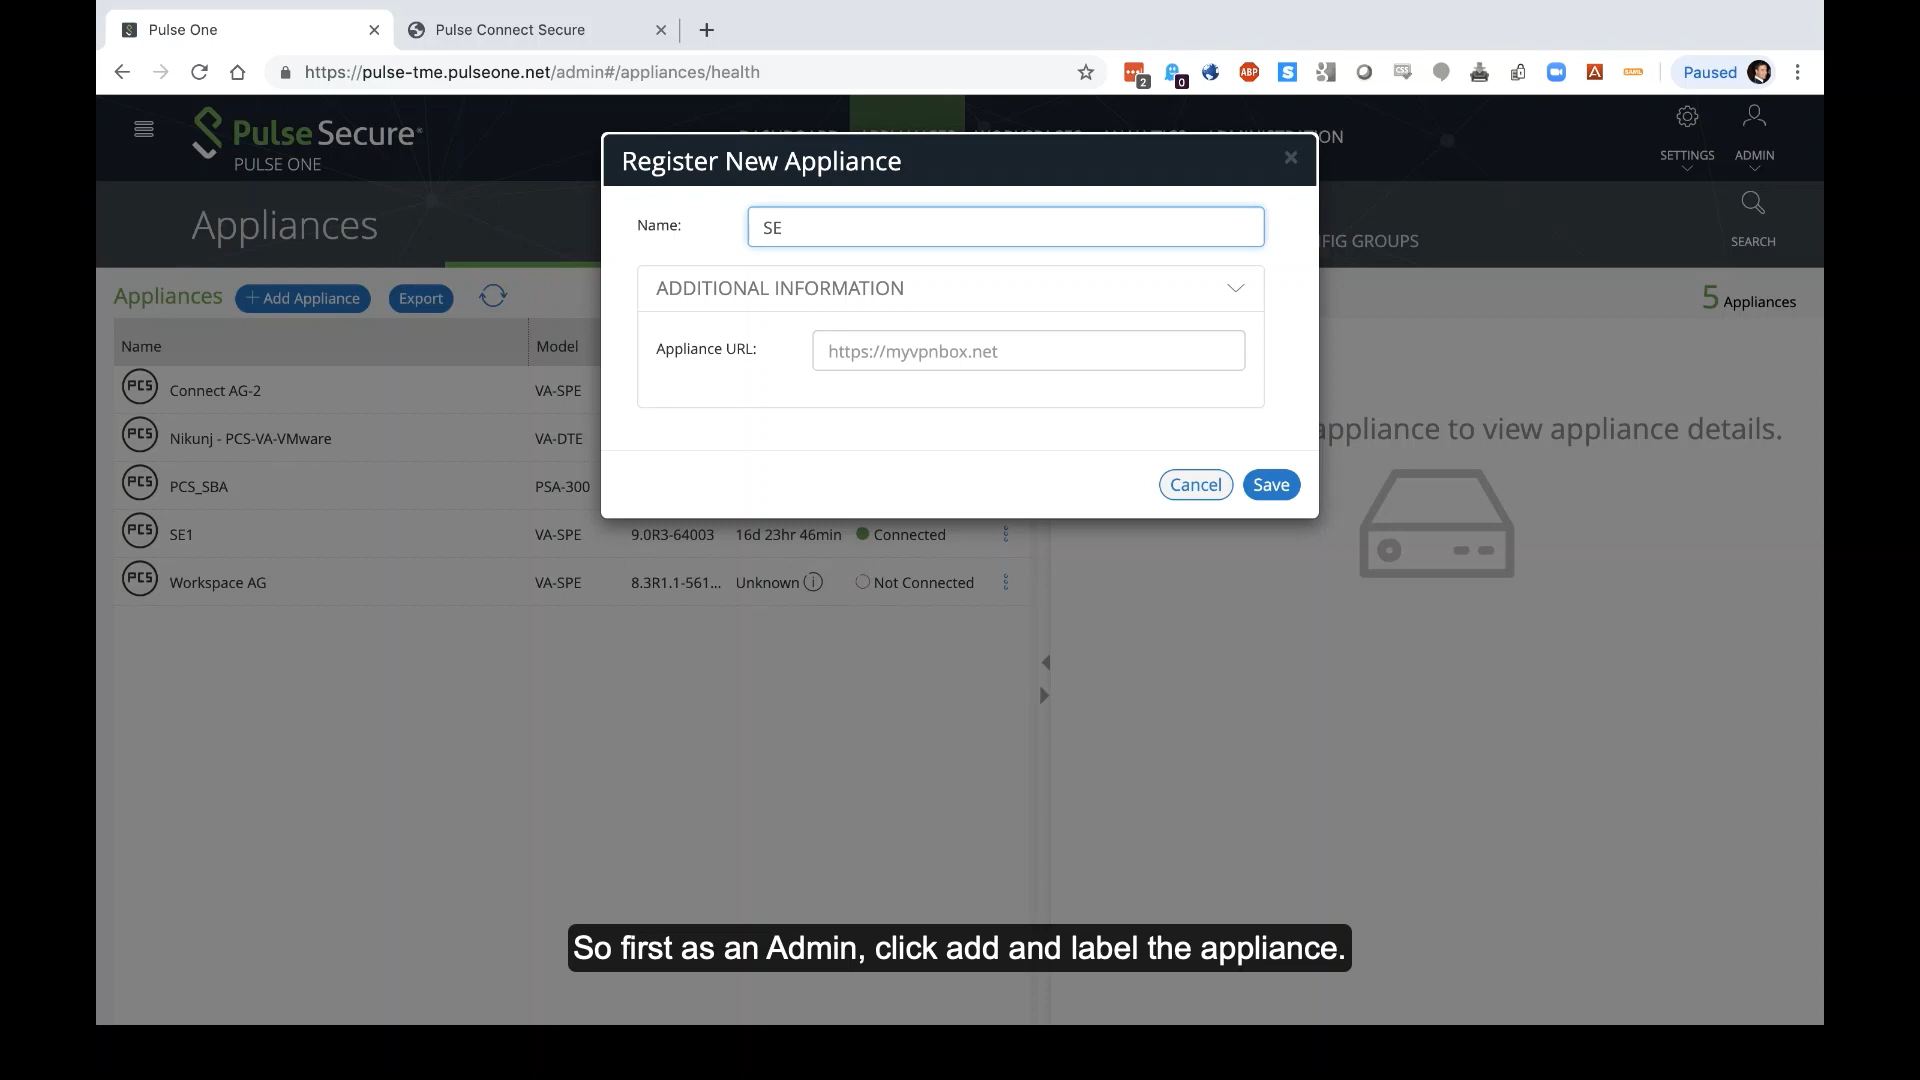 Pulse One
Pulse Connect Secure
https://pulse-tme.pulseone.net/admin#/appliances/health
2
0
ABP
Paused
Pulse Secure
PULSE ONE
SETTINGS
ADMIN
Appliances
SEARCH
Register New Appliance
Name:
SE
ADDITIONAL INFORMATION
Appliance URL:
https://myvpnbox.net
Cancel
Save
FIG GROUPS
Appliances
+ Add Appliance
Export
5 Appliances
Name
Model
PCS Connect AG-2 VA-SPE
PCS Nikunj - PCS-VA-VMware VA-DTE
PCS PCS_SBA PSA-300
PCS SE1 VA-SPE 9.0R3-64003 16d 23hr 46min Connected
PCS Workspace AG VA-SPE 8.3R1.1-561... Unknown Not Connected
appliance to view appliance details.
So first as an Admin, click add and label the appliance.